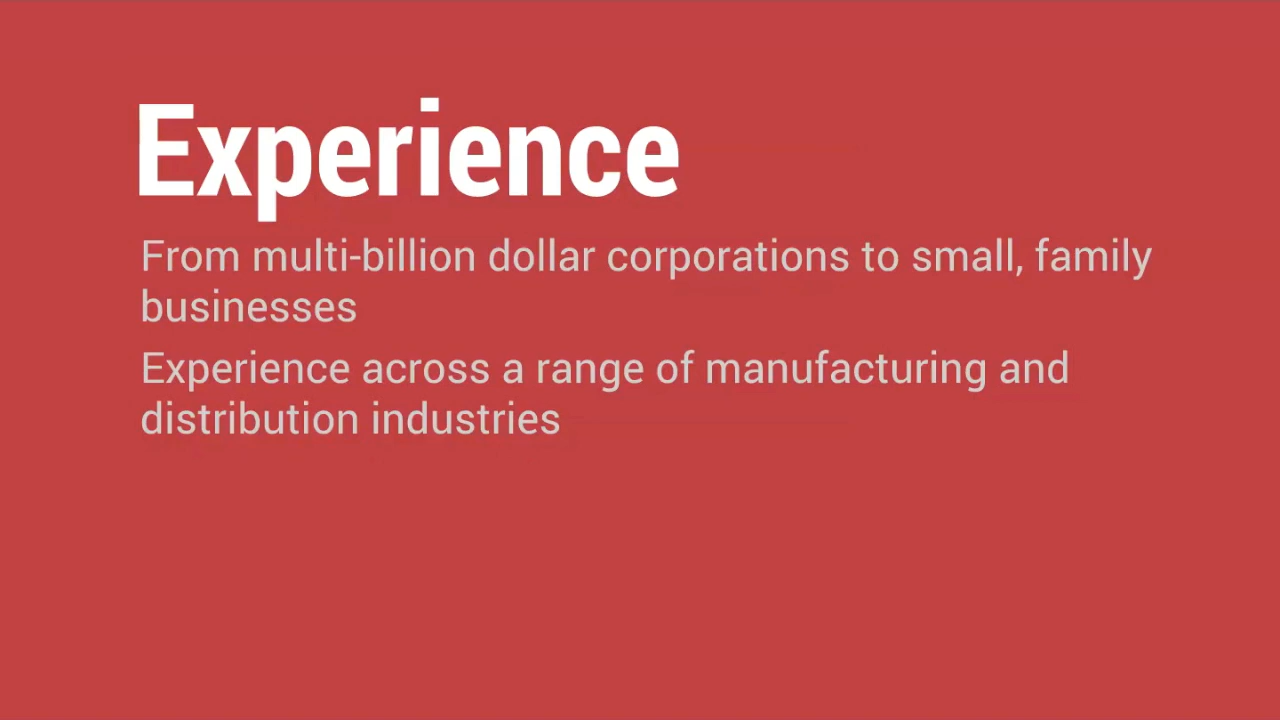 Experience
From multi-billion dollar corporations to small, family
businesses
Experience across a range of manufacturing and
distribution industries